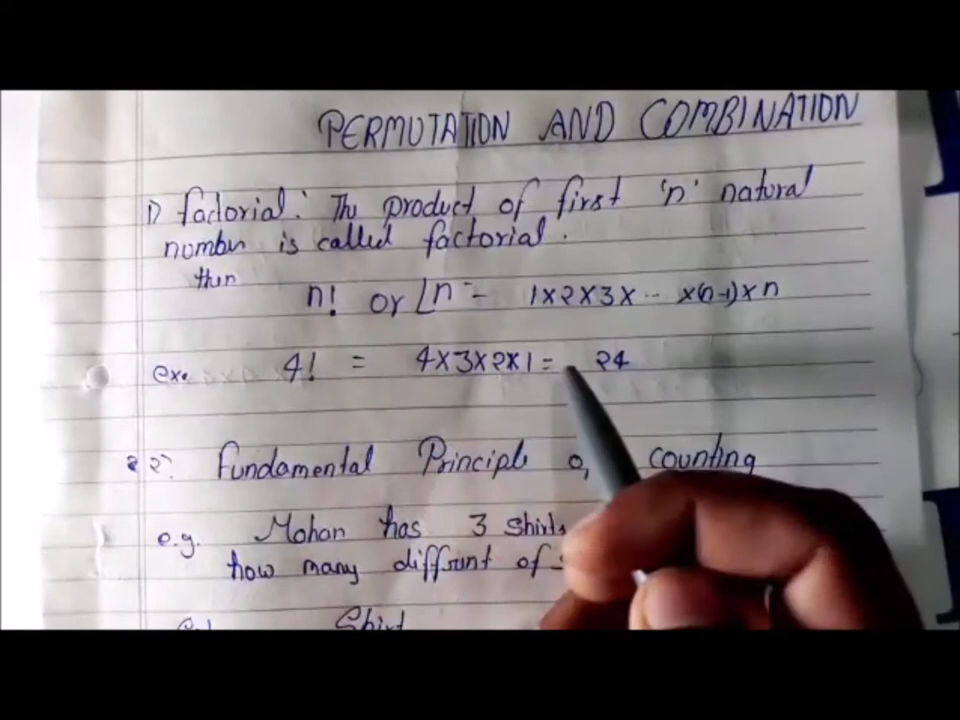 PERMUTATION AND COMBINATION
1) factorial: The product of first 'n' natural
number is called factorial.
then
n! or ∟n = 1×2×3× -- ×(n-1)×n
ex. 4! = 4×3×2×1 = 24
2: Fundamental Principle counting
e.g. Mohan has 3 Shirts
how many diffrunt of
Shirt